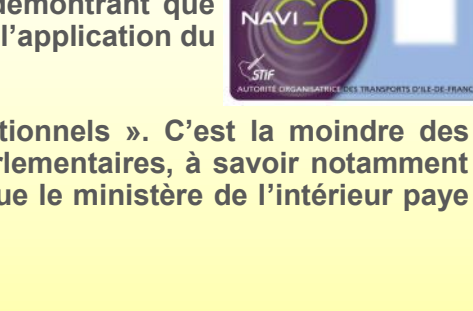 démontrant que
l'application du
NAVI
GO
STIF
AUTORITÉ ORGANISATRICE DES TRANSPORTS D'ILE-DE-FRANC
tionnels ». C'est la moindre des
rlementaires, à savoir notamment
ue le ministère de l'intérieur paye